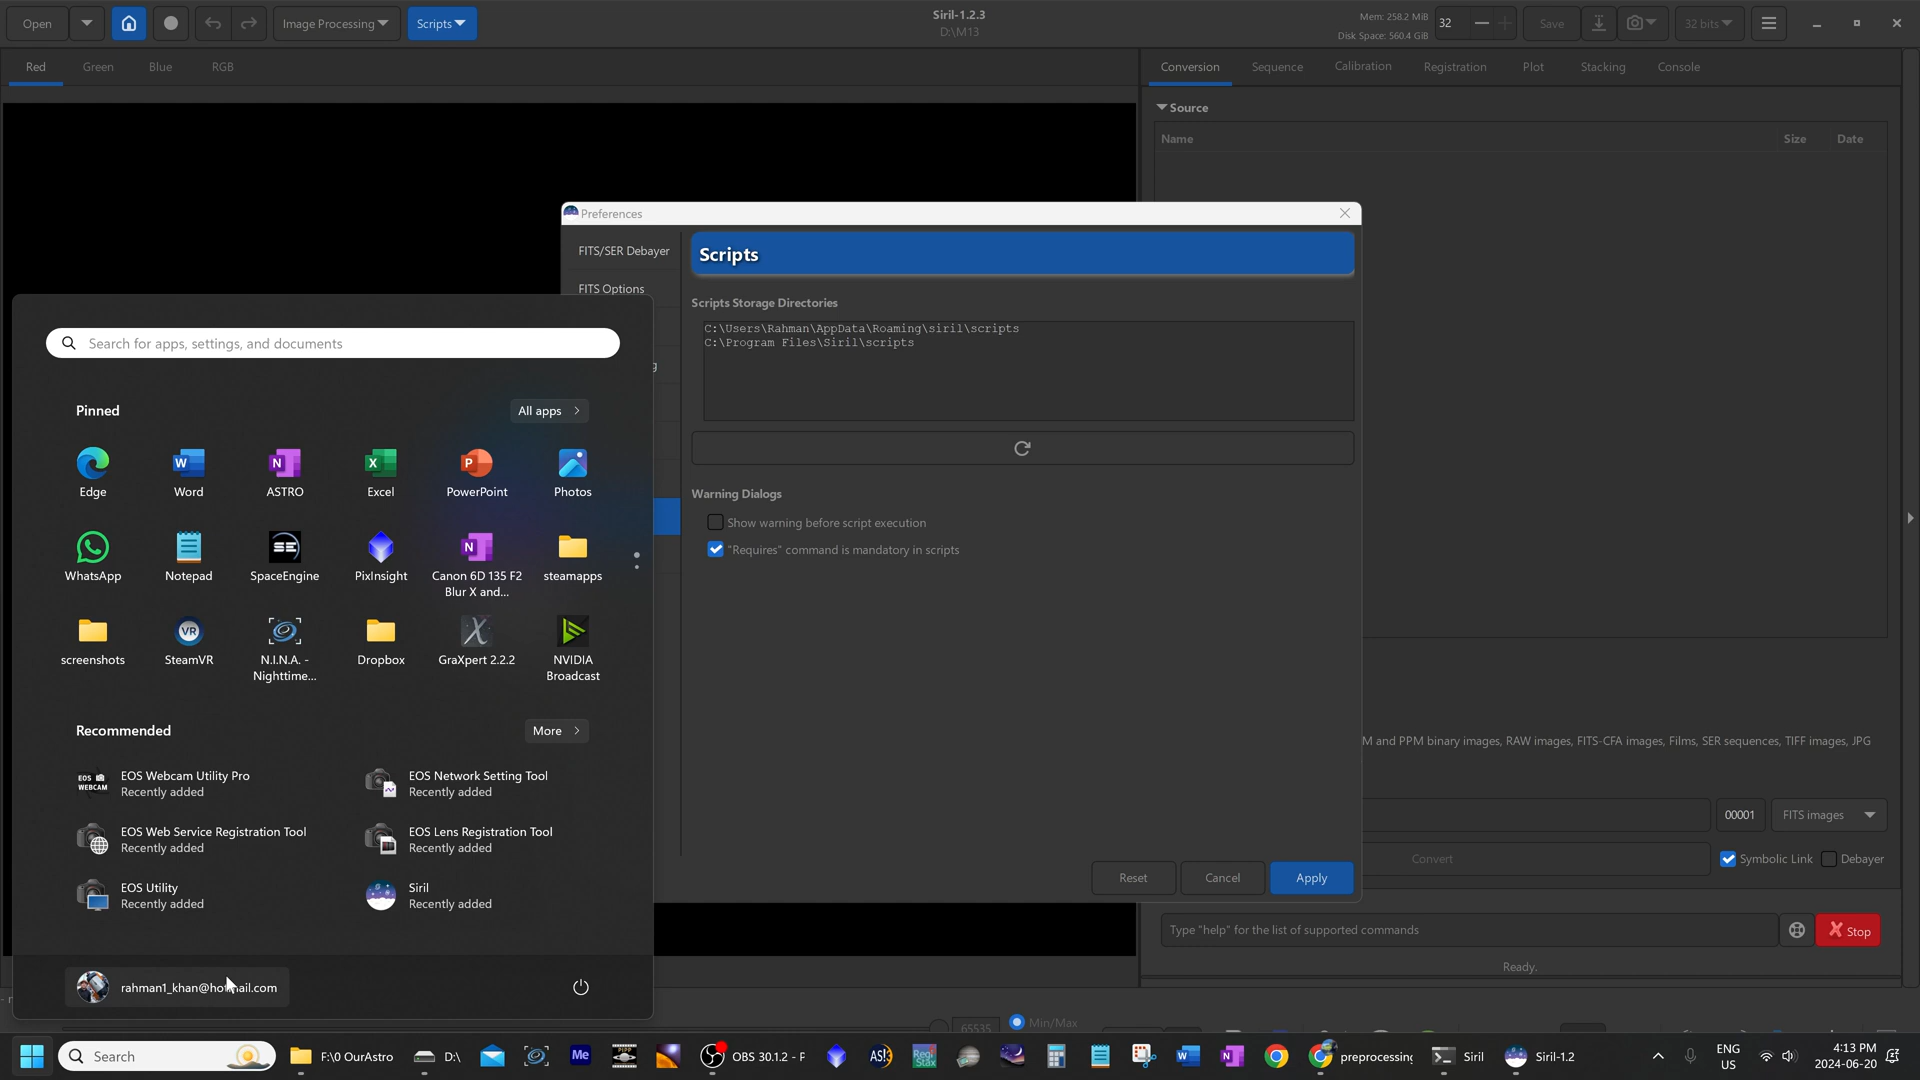 Open
Image Processing
Scripts
Siril-1.2.3
D:\M13
Mem: 258.2 MiB
Disk Space: 560.4 GiB
32
Save
32 bits
Red
Green
Blue
RGB
Conversion
Sequence
Calibration
Registration
Plot
Stacking
Console
Source
Name
Size
Date
Preferences
FITS/SER Debayer
FITS Options
g
Scripts
Scripts Storage Directories
C:\Users\Rahman\AppData\Roaming\siril\scripts
C:\Program Files\Siril\scripts
Warning Dialogs
Show warning before script execution
"Requires" command is mandatory in scripts
Reset
Cancel
Apply
M and PPM binary images, RAW images, FITS-CFA images, Films, SER sequences, TIFF images, JPG
00001
FITS images
Convert
Symbolic Link
Debayer
Type "help" for the list of supported commands
Stop
Ready.
65535
Min/Max
Search for apps, settings, and documents
Pinned
All apps
Edge
Word
ASTRO
Excel
PowerPoint
Photos
WhatsApp
Notepad
SpaceEngine
PixInsight
Canon 6D 135 F2
Blur X and...
steamapps
screenshots
SteamVR
N.I.N.A. -
Nighttime...
Dropbox
GraXpert 2.2.2
NVIDIA
Broadcast
Recommended
More
EOS Webcam Utility Pro
Recently added
EOS Network Setting Tool
Recently added
EOS Web Service Registration Tool
Recently added
EOS Lens Registration Tool
Recently added
EOS Utility
Recently added
Siril
Recently added
rahman1_khan@hotmail.com
Search
F:\0 OurAstro
D:\
OBS 30.1.2 - P
preprocessing
Siril
Siril-1.2
ENG
US
4:13 PM
2024-06-20